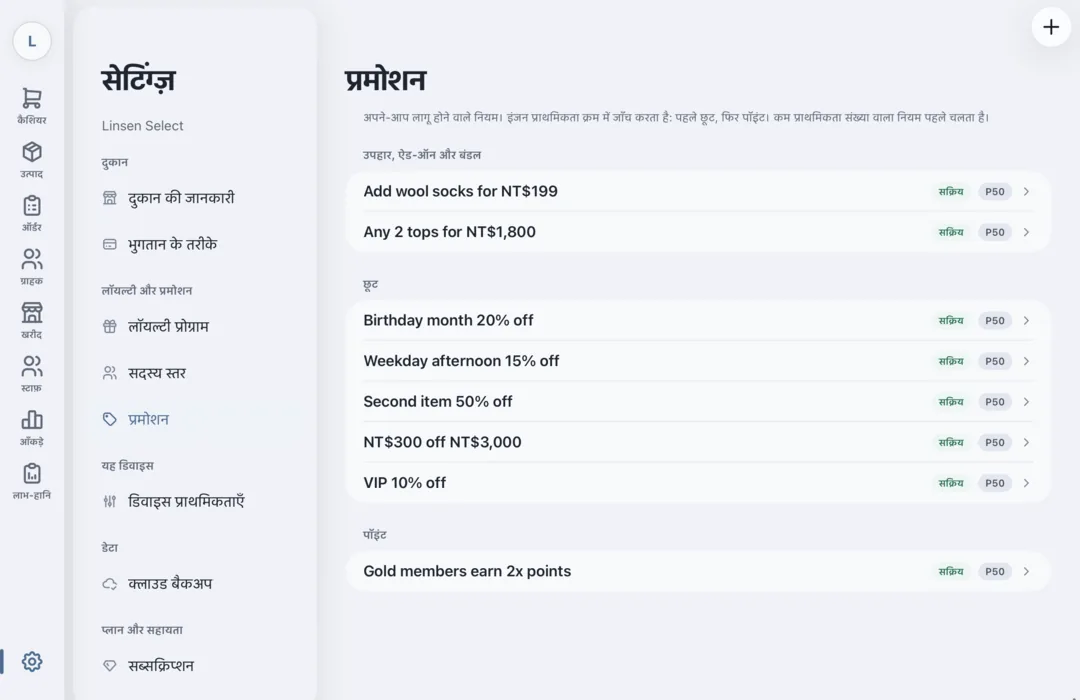 L
कैशियर
उत्पाद
ऑर्डर
ग्राहक
खरीद
स्टाफ़
आँकड़े
लाभ-हानि
सेटिंग्ज़
Linsen Select
दुकान
दुकान की जानकारी
भुगतान के तरीके
लॉयल्टी और प्रमोशन
लॉयल्टी प्रोग्राम
सदस्य स्तर
प्रमोशन
यह डिवाइस
डिवाइस प्राथमिकताएँ
डेटा
क्लाउड बैकअप
प्लान और सहायता
सब्सक्रिप्शन
प्रमोशन
अपने-आप लागू होने वाले नियम। इंजन प्राथमिकता क्रम में जाँच करता है: पहले छूट, फिर पॉइंट। कम प्राथमिकता संख्या वाला नियम पहले चलता है।
उपहार, ऐड-ऑन और बंडल
Add wool socks for NT$199 सक्रिय P50
Any 2 tops for NT$1,800 सक्रिय P50
छूट
Birthday month 20% off सक्रिय P50
Weekday afternoon 15% off सक्रिय P50
Second item 50% off सक्रिय P50
NT$300 off NT$3,000 सक्रिय P50
VIP 10% off सक्रिय P50
पॉइंट
Gold members earn 2x points सक्रिय P50